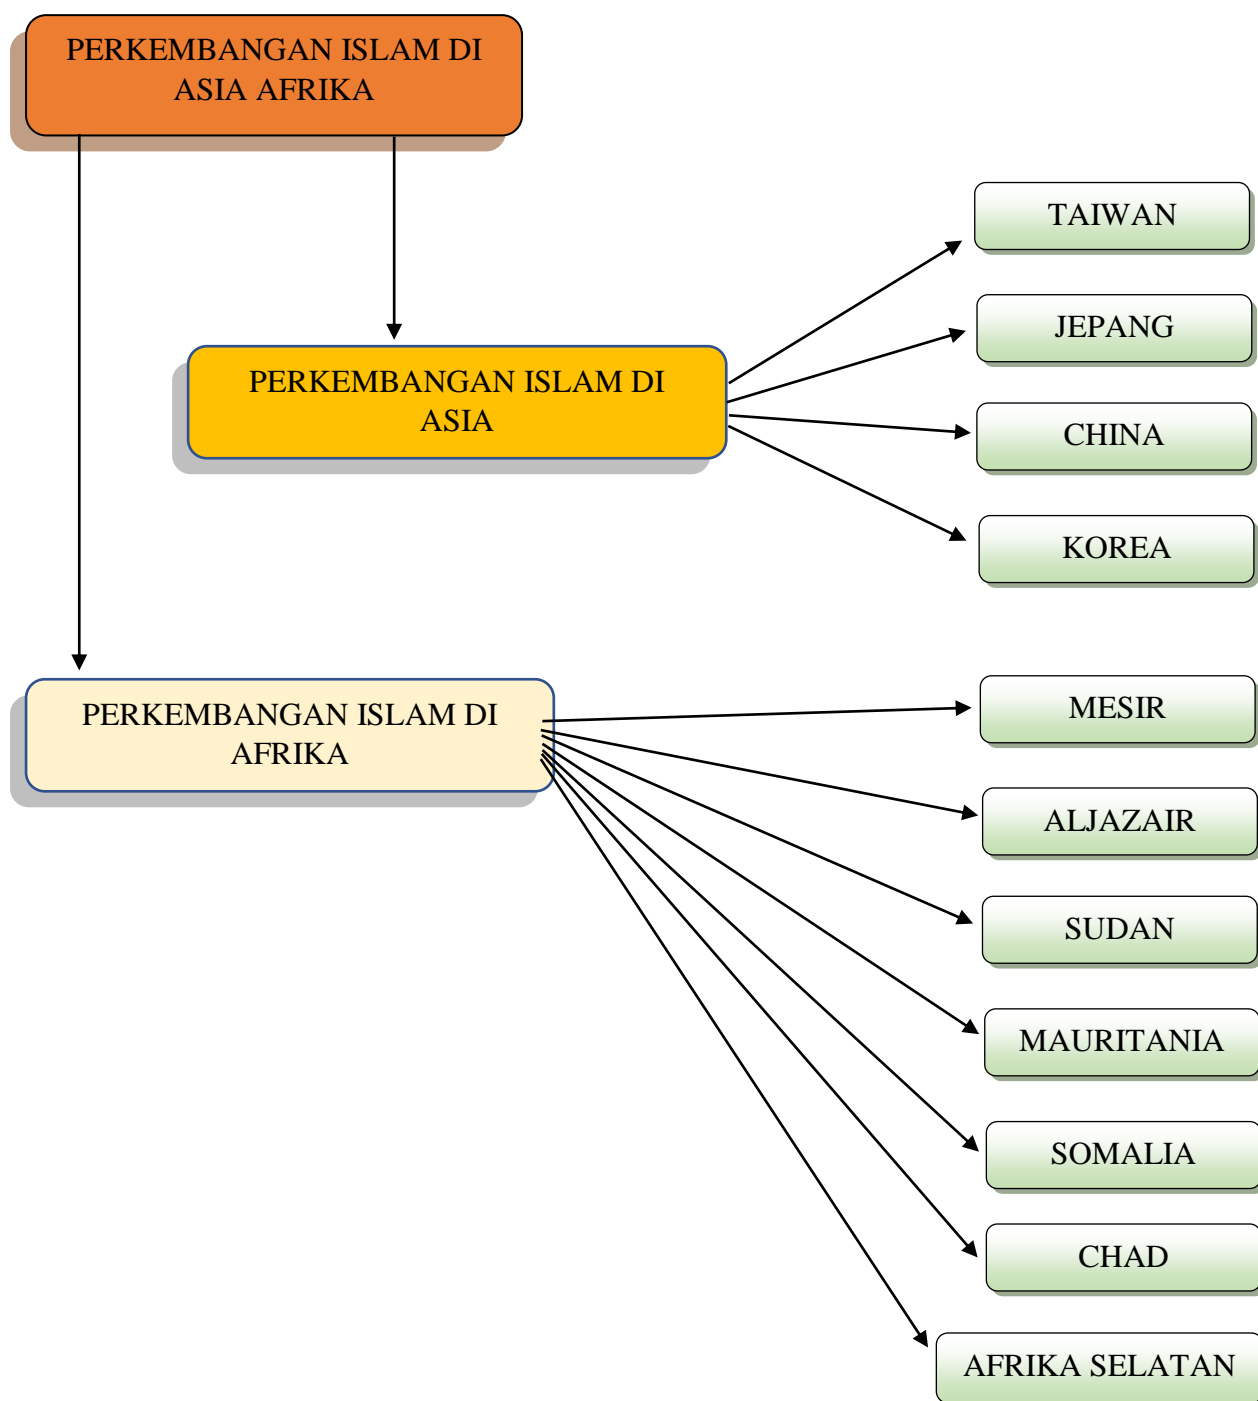 PERKEMBANGAN ISLAM DI
ASIA AFRIKA
TAIWAN
JEPANG
PERKEMBANGAN ISLAM DI
ASIA
CHINA
KOREA
PERKEMBANGAN ISLAM DI
AFRIKA
MESIR
ALJAZAIR
SUDAN
MAURITANIA
SOMALIA
CHAD
AFRIKA SELATAN